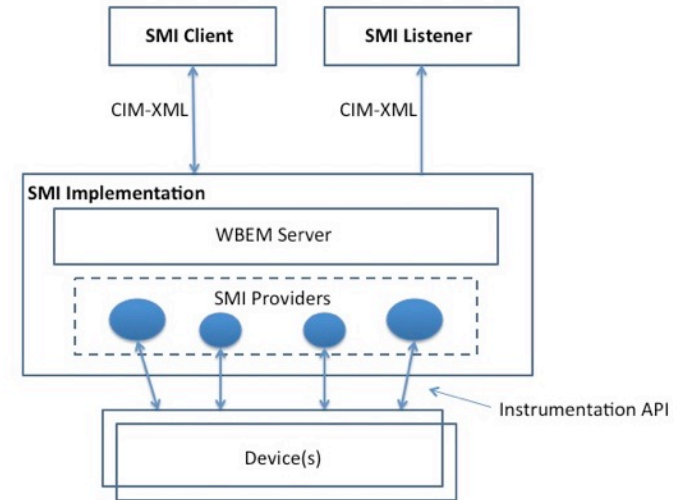 SMI Client
SMI Listener
CIM-XML
CIM-XML
SMI Implementation
WBEM Server
SMI Providers
Instrumentation API
Device(s)